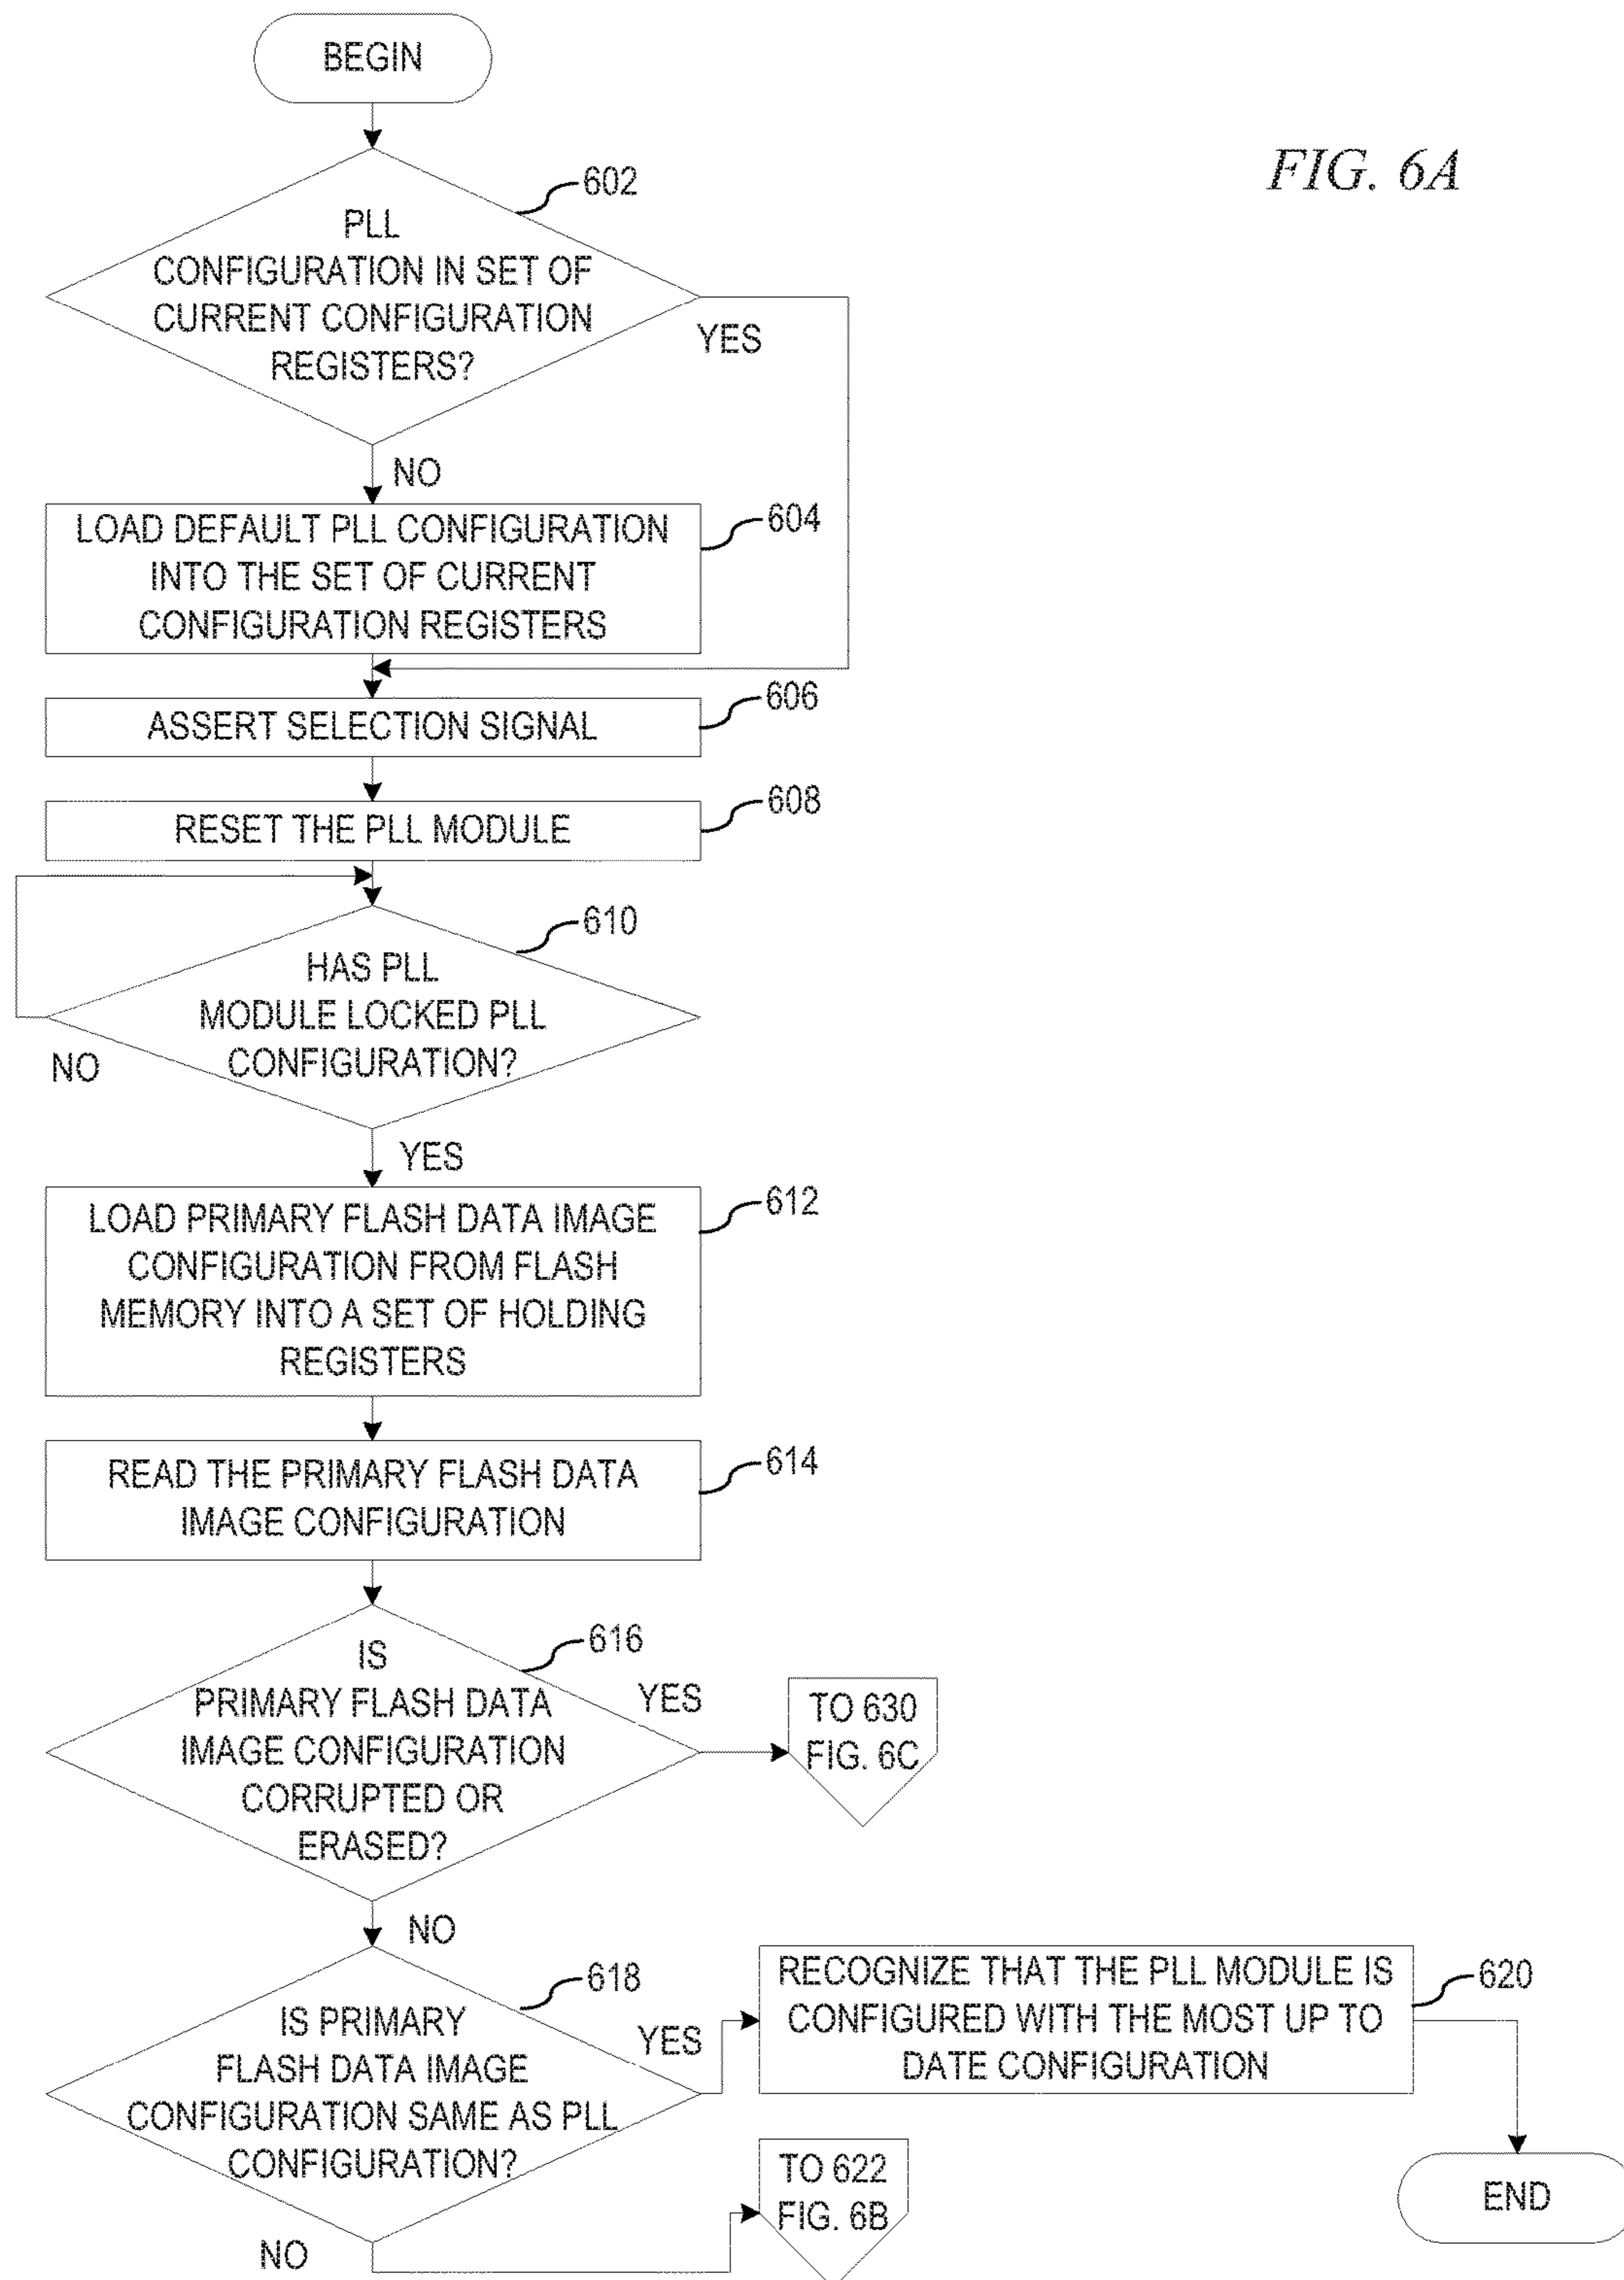 BEGIN
FIG. 6A
602
PLL
CONFIGURATION IN SET OF
CURRENT CONFIGURATION
REGISTERS?
YES
NO
604
LOAD DEFAULT PLL CONFIGURATION
INTO THE SET OF CURRENT
CONFIGURATION REGISTERS
606
ASSERT SELECTION SIGNAL
608
RESET THE PLL MODULE
610
HAS PLL
MODULE LOCKED PLL
CONFIGURATION?
NO
YES
612
LOAD PRIMARY FLASH DATA IMAGE
CONFIGURATION FROM FLASH
MEMORY INTO A SET OF HOLDING
REGISTERS
614
READ THE PRIMARY FLASH DATA
IMAGE CONFIGURATION
616
IS
PRIMARY FLASH DATA
IMAGE CONFIGURATION
CORRUPTED OR
ERASED?
YES
TO 630
FIG. 6C
NO
618
IS PRIMARY
FLASH DATA IMAGE
CONFIGURATION SAME AS PLL
CONFIGURATION?
YES
RECOGNIZE THAT THE PLL MODULE IS
CONFIGURED WITH THE MOST UP TO
DATE CONFIGURATION
620
NO
TO 622
FIG. 6B
END